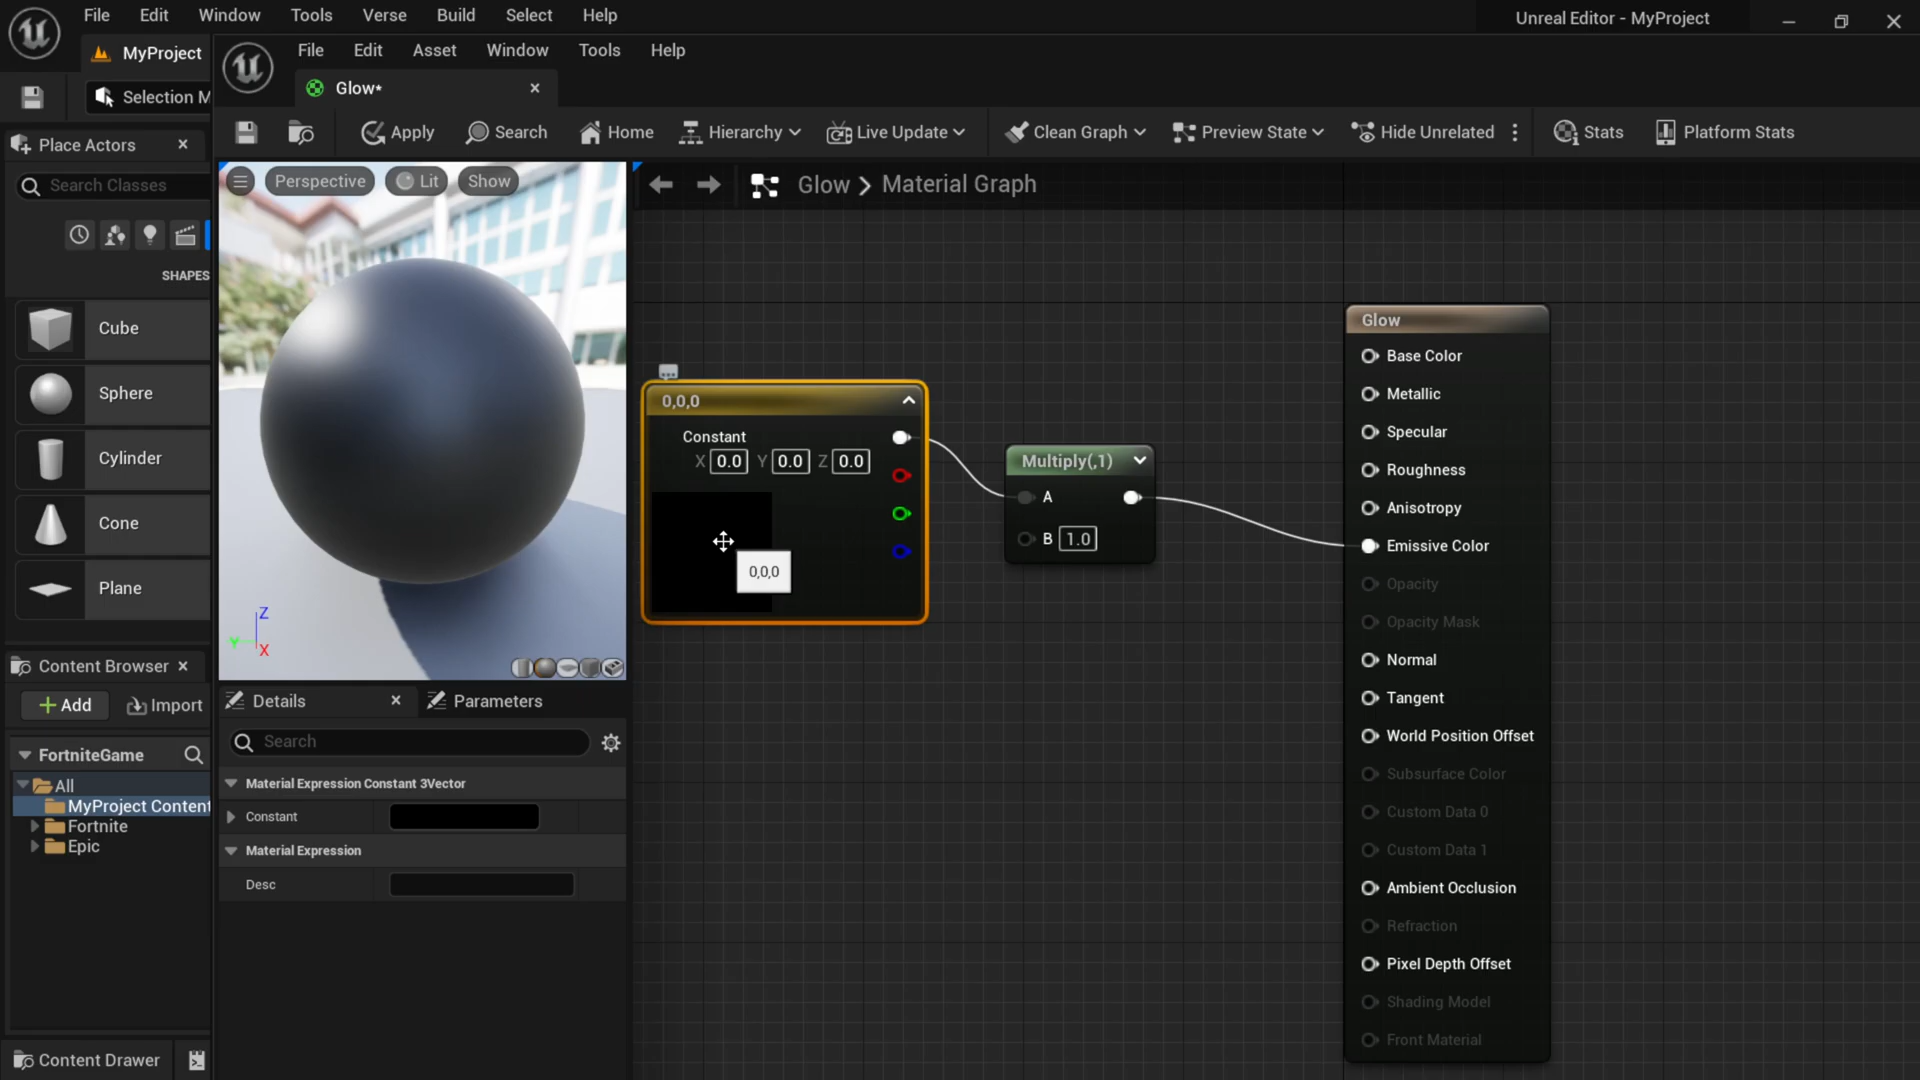 File Edit Window Tools Verse Build Select Help
Unreal Editor - MyProject
MyProject
File Edit Asset Window Tools Help
Selection M
Glow*
Apply Search Home Hierarchy Live Update Clean Graph Preview State Hide Unrelated Stats Platform Stats
Place Actors
Search Classes
SHAPES
Cube
Sphere
Cylinder
Cone
Plane
Perspective Lit Show
Z
Y
X
Glow Material Graph
0,0,0
Constant
X 0.0 Y 0.0 Z 0.0
0,0,0
Multiply(,1)
A
B 1.0
Glow
Base Color
Metallic
Specular
Roughness
Anisotropy
Emissive Color
Opacity
Opacity Mask
Normal
Tangent
World Position Offset
Subsurface Color
Custom Data 0
Custom Data 1
Ambient Occlusion
Refraction
Pixel Depth Offset
Shading Model
Front Material
Content Browser
Add Import
FortniteGame
All
MyProject Content
Fortnite
Epic
Content Drawer
Details Parameters
Search
Material Expression Constant 3Vector
Constant
Material Expression
Desc